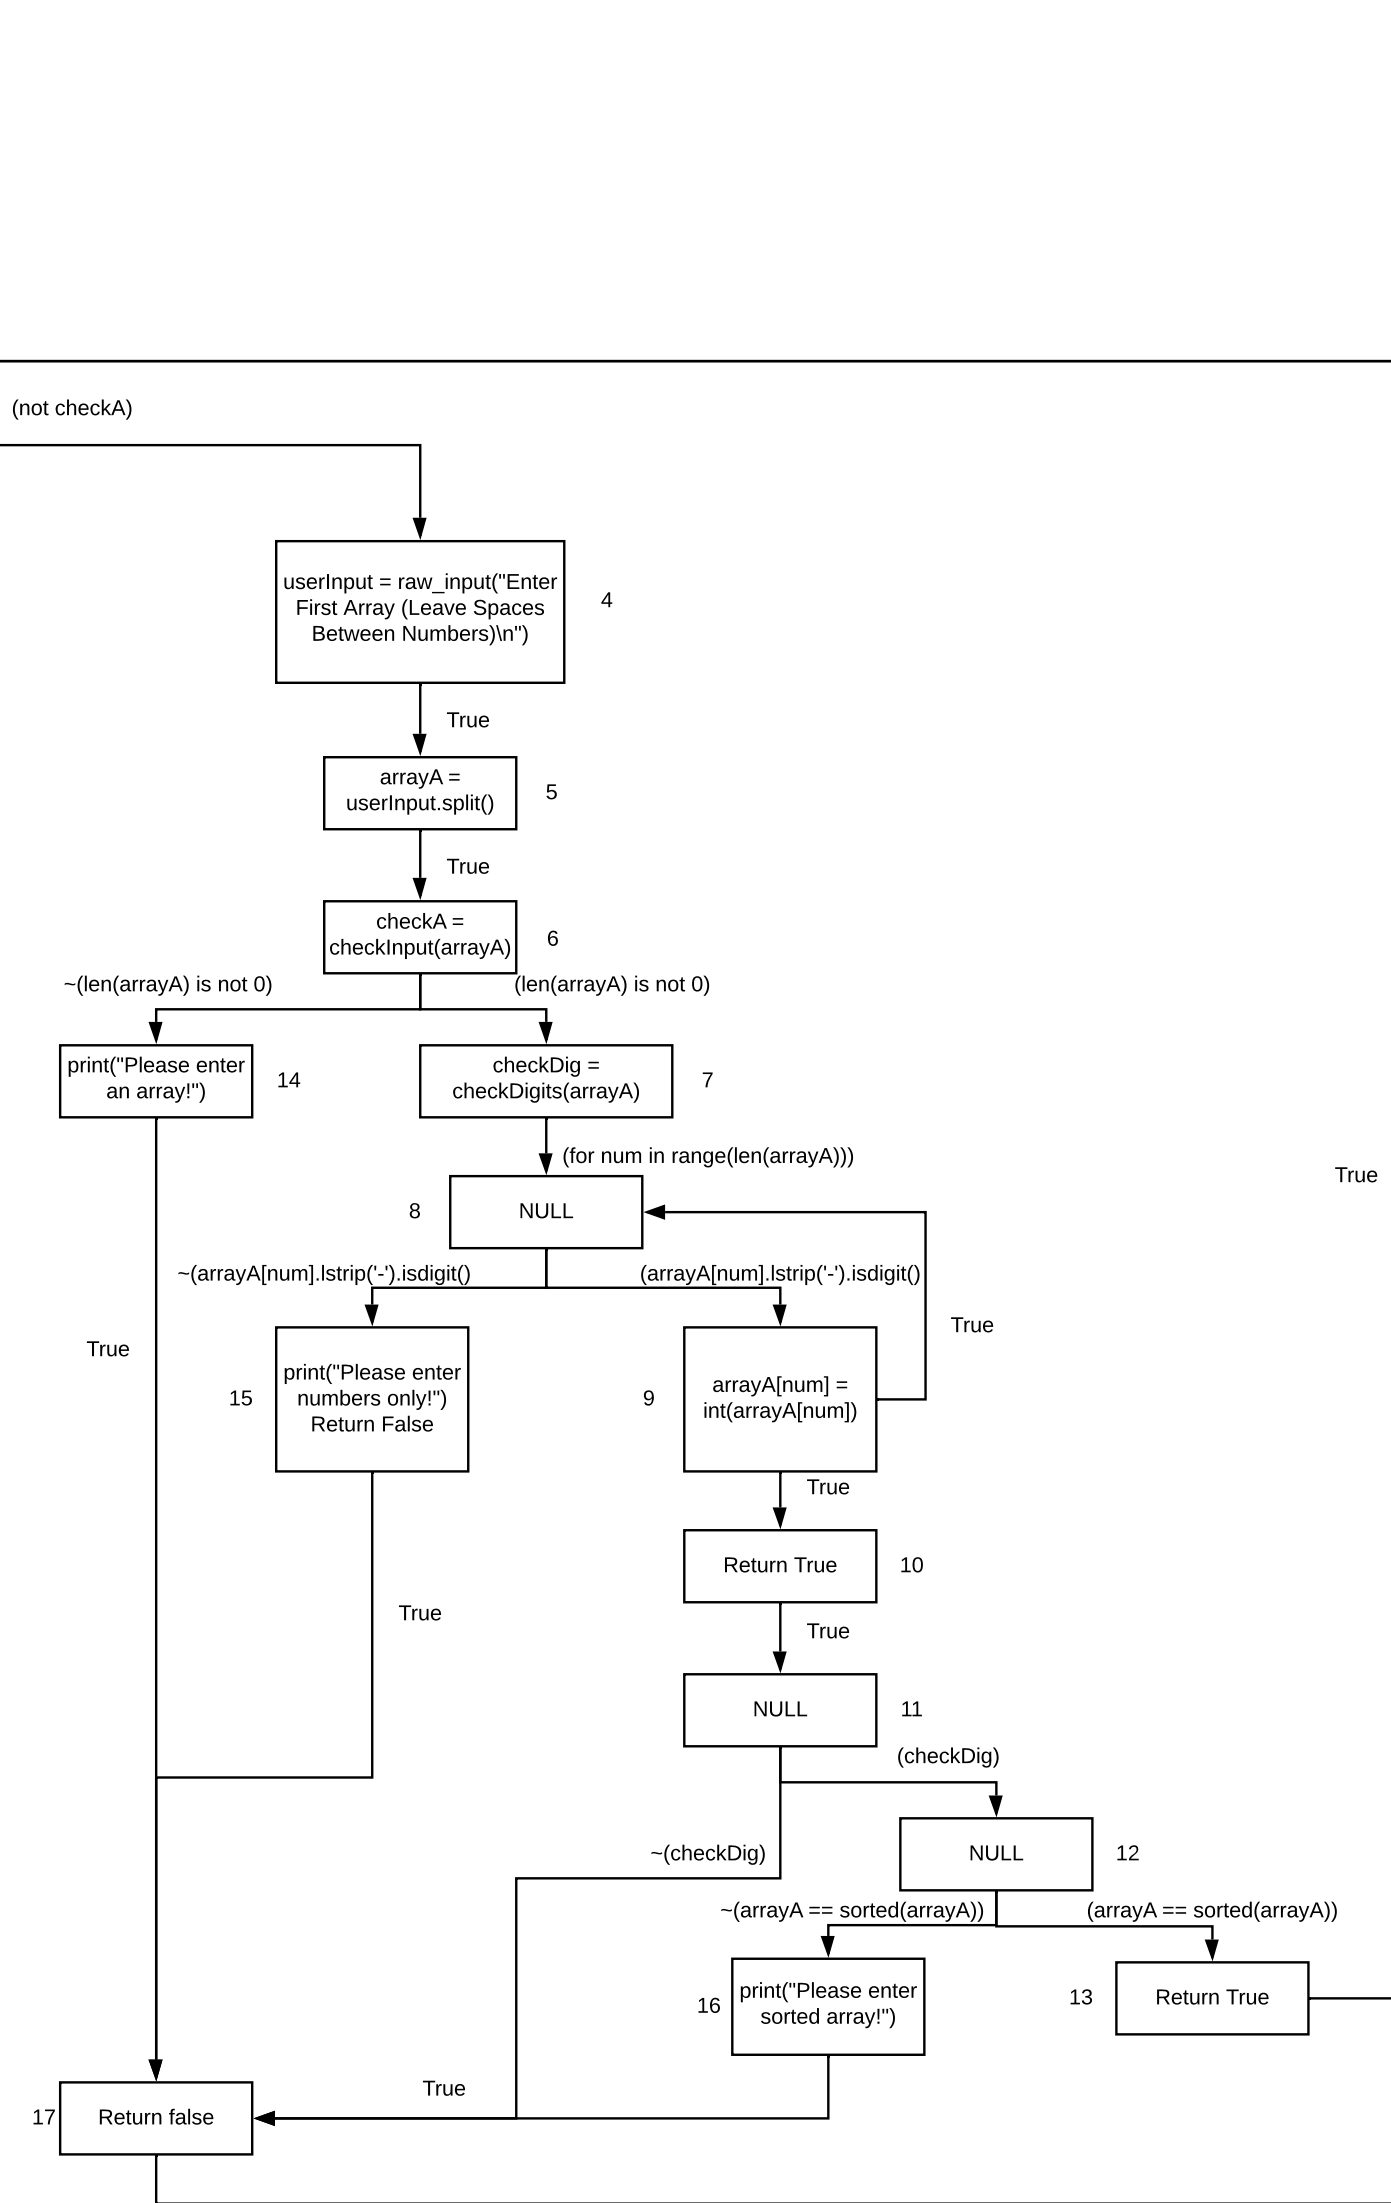 (not checkA)
userInput = raw_input("Enter
First Array (Leave Spaces
Between Numbers)\n")
4
True
arrayA =
userInput.split()
5
True
checkA =
checkInput(arrayA)
6
~(len(arrayA) is not 0)
(len(arrayA) is not 0)
print("Please enter
an array!")
14
checkDig =
checkDigits(arrayA)
7
(for num in range(len(arrayA)))
True
8
NULL
~(arrayA[num].lstrip('-').isdigit()
(arrayA[num].lstrip('-').isdigit()
True
True
15
print("Please enter
numbers only!")
Return False
9
arrayA[num] =
int(arrayA[num])
True
Return True
10
True
True
NULL
11
(checkDig)
~(checkDig)
NULL
12
~(arrayA == sorted(arrayA))
(arrayA == sorted(arrayA))
16
print("Please enter
sorted array!")
13
Return True
True
17
Return false